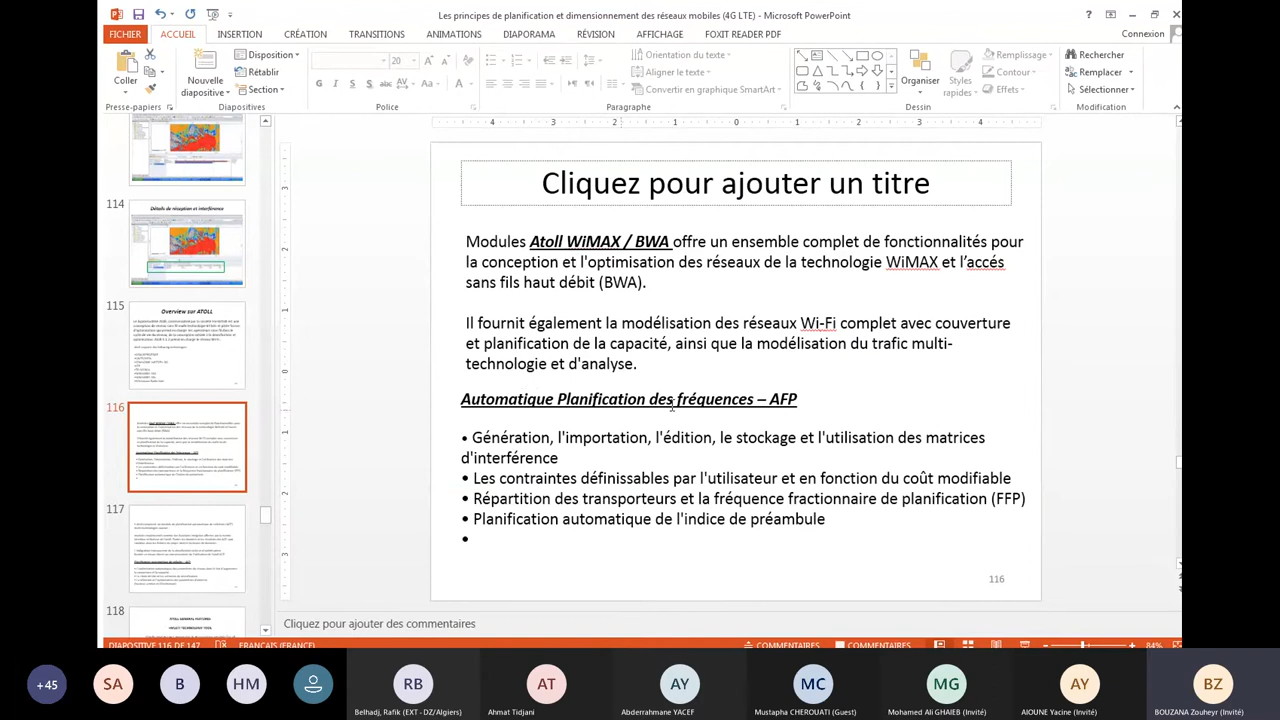 Les principes de planification et dimensionnement des réseaux mobiles (4G LTE) - Microsoft PowerPoint
FICHIER ACCUEIL INSERTION CRÉATION TRANSITIONS ANIMATIONS DIAPORAMA RÉVISION AFFICHAGE FOXIT READER PDF Connexion
Coller
Nouvelle diapositive
Disposition
Rétablir
Section
20
Orientation du texte
Aligner le texte
Convertir en graphique SmartArt
Organiser
Styles rapides
Remplissage
Contour
Effets
Rechercher
Remplacer
Sélectionner
Presse-papiers Diapositives Police Paragraphe Dessin Modification
114
Détails de réception et interférence
115
Overview sur ATOLL
116
117
118
Cliquez pour ajouter un titre
Modules Atoll WiMAX / BWA offre un ensemble complet de fonctionnalités pour
la conception et l'optimisation des réseaux de la technologie WiMAX et l'accés
sans fils haut débit (BWA).
Il fournit également la modélisation des réseaux WiMAX
et planification de la capacité, ainsi que la modélisation du trafic multi-
technologie et d'analyse.
Automatique Planification des fréquences – AFP
• Génération, l'importation, l'édition, le stockage et l'utilisation des matrices
d'interférence
• Les contraintes définissables par l'utilisateur et en fonction du coût modifiable
• Répartition des transporteurs et la fréquence fractionnaire de planification (FFP)
• Planification automatique de l'indice de préambule
•
116
Cliquez pour ajouter des commentaires
DIAPOSITIVE 116 DE 147 FRANÇAIS (FRANCE) COMMENTAIRES COMMENTAIRES 84%
+45 SA B HM RB AT AY MC MG AY BZ
Belhadj, Rafik (EXT - DZ/Algiers) Ahmat Tidjani Abderrahmane YACEF Mustapha CHEROUATI (Guest) Mohamed Ali GHAIEB (Invité) AIOUNE Yacine (Invité) BOUZANA Zouheyr (Invité)